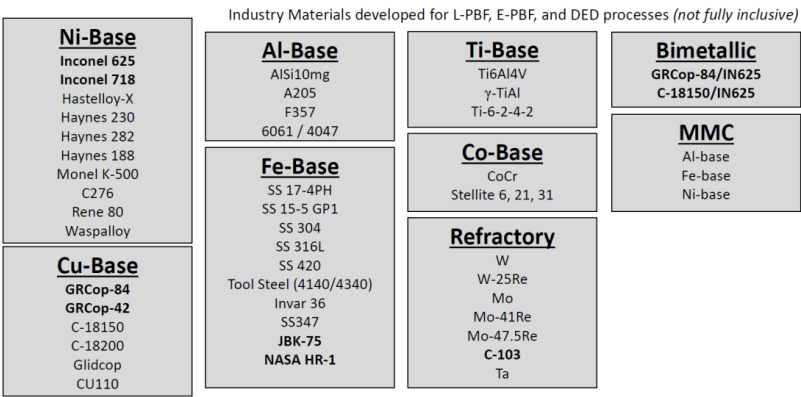 Industry Materials developed for L-PBF, E-PBF, and DED processes (not fully inclusive)
Ni-Base
Inconel 625
Inconel 718
Hastelloy-X
Haynes 230
Haynes 282
Haynes 188
Monel K-500
C276
Rene 80
Waspalloy
Cu-Base
GRCop-84
GRCop-42
C-18150
C-18200
Glidcop
CU110
Al-Base
AlSi10mg
A205
F357
6061 / 4047
Fe-Base
SS 17-4PH
SS 15-5 GP1
SS 304
SS 316L
SS 420
Tool Steel (4140/4340)
Invar 36
SS347
JBK-75
NASA HR-1
Ti-Base
Ti6Al4V
γ-TiAl
Ti-6-2-4-2
Co-Base
CoCr
Stellite 6, 21, 31
Refractory
W
W-25Re
Mo
Mo-41Re
Mo-47.5Re
C-103
Ta
Bimetallic
GRCop-84/IN625
C-18150/IN625
MMC
Al-base
Fe-base
Ni-base